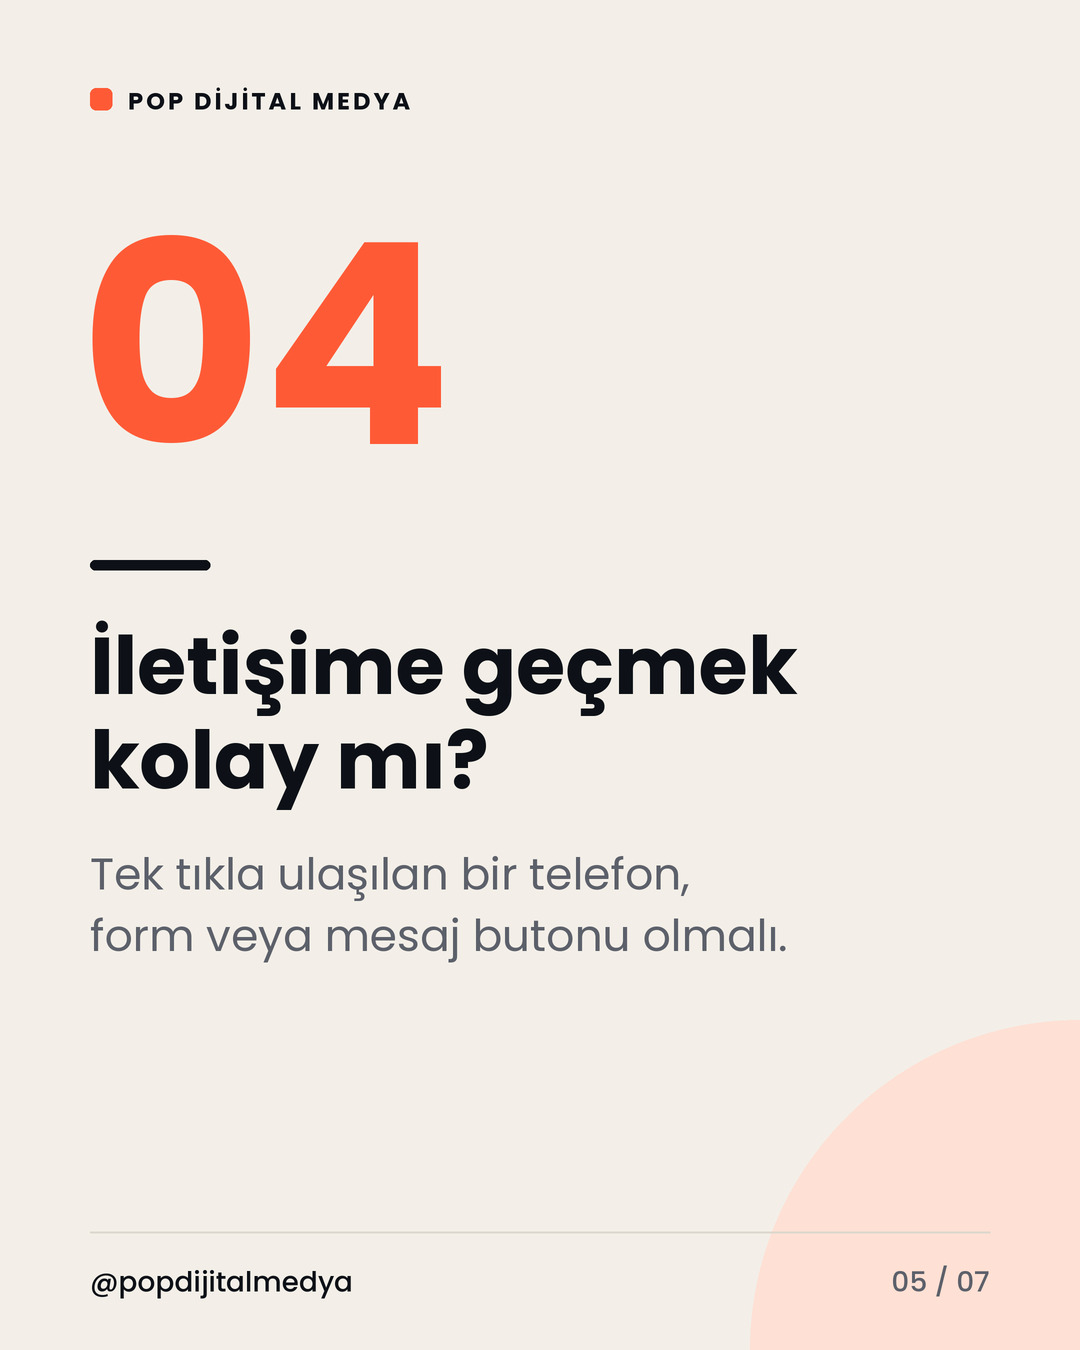 POP DİJİTAL MEDYA
04
İletişime geçmek
kolay mı?
Tek tıkla ulaşılan bir telefon,
form veya mesaj butonu olmalı.
@popdijitalmedya
05 / 07